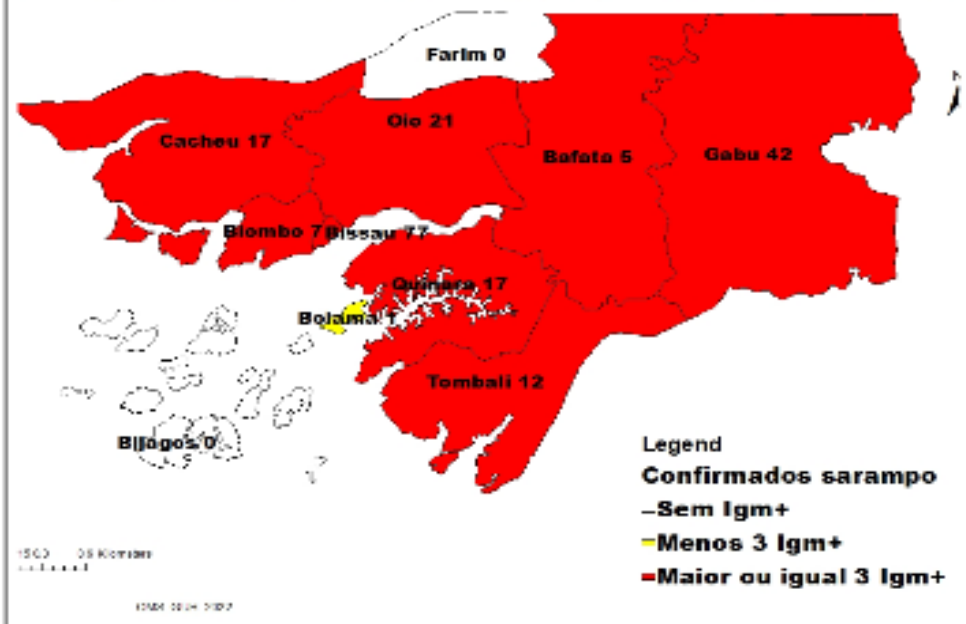 Farim 0
Oio 21
Cacheu 17
Bafata 5
Gabu 42
Biombo 7
Bissau 77
Quinara 17
Bolama 1
Tombali 12
Bijagos 0
Legend
Confirmados sarampo
Sem Igm+
Menos 3 Igm+
Maior ou igual 3 Igm+